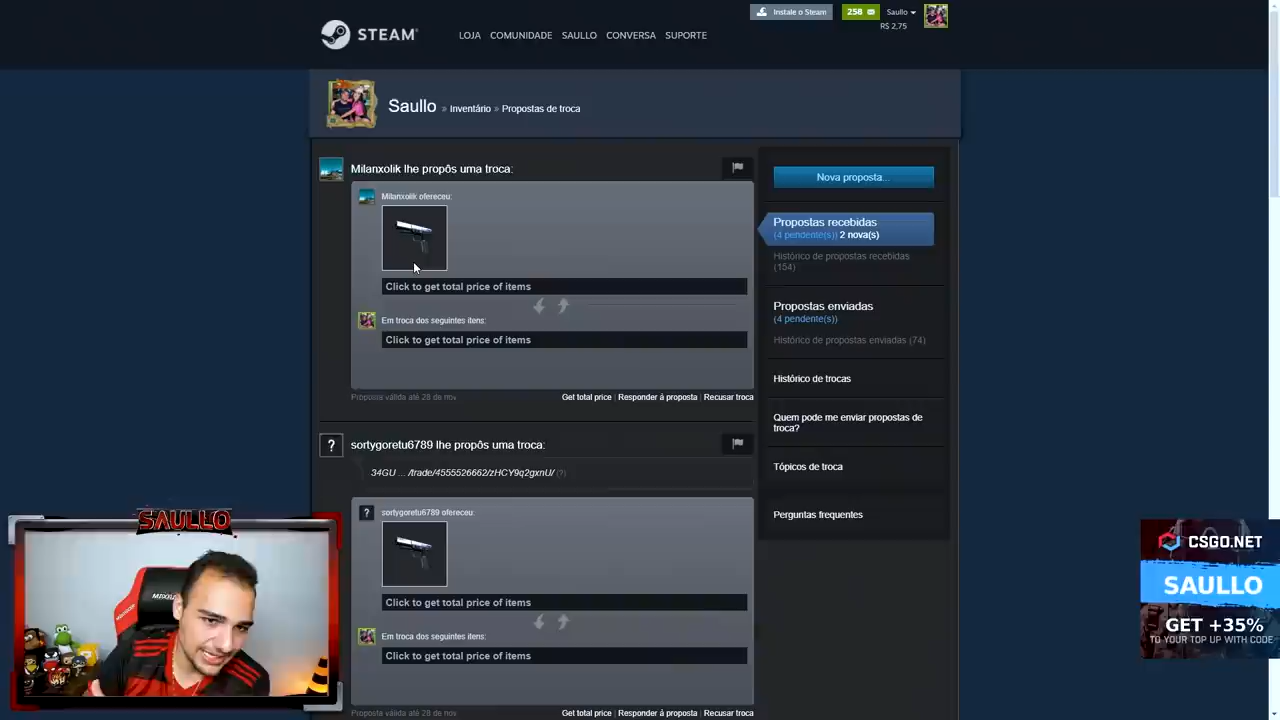 Instale o Steam
258
Saullo
R$ 2,75
STEAM
LOJA COMUNIDADE SAULLO CONVERSA SUPORTE
Saullo » Inventário » Propostas de troca
Milanxolik lhe propôs uma troca:
Milanxolik ofereceu:
Click to get total price of items
Em troca dos seguintes itens:
Click to get total price of items
Proposta válida até 28 de nov
Get total price | Responder à proposta | Recusar troca
sortygoretu6789 lhe propôs uma troca:
34GU ... /trade/4555526662/zHCY9q2gxnU/ (?)
sortygoretu6789 ofereceu:
Click to get total price of items
Em troca dos seguintes itens:
Click to get total price of items
Proposta válida até 28 de nov
Get total price | Responder à proposta | Recusar troca
Nova proposta...
Propostas recebidas
(4 pendente(s)) 2 nova(s)
Histórico de propostas recebidas
(154)
Propostas enviadas
(4 pendente(s))
Histórico de propostas enviadas (74)
Histórico de trocas
Quem pode me enviar propostas de
troca?
Tópicos de troca
Perguntas frequentes
SAULLO
CSGO.NET
SAULLO
GET +35%
TO YOUR TOP UP WITH CODE